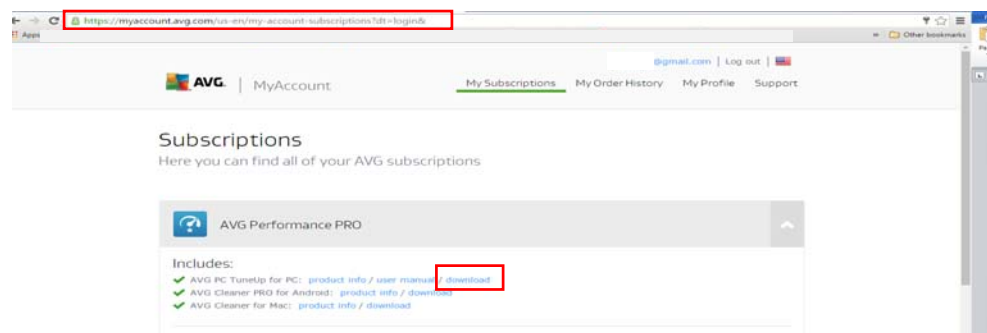 https://myaccount.avg.com/us-en/my-account-subscriptions?dt=login&
Apps
» Other bookmarks
@gmail.com | Log out |
AVG. | MyAccount
My Subscriptions My Order History My Profile Support
Subscriptions
Here you can find all of your AVG subscriptions
AVG Performance PRO
Includes:
AVG PC TuneUp for PC: product info / user manual / download
AVG Cleaner PRO for Android: product info / download
AVG Cleaner for Mac: product info / download